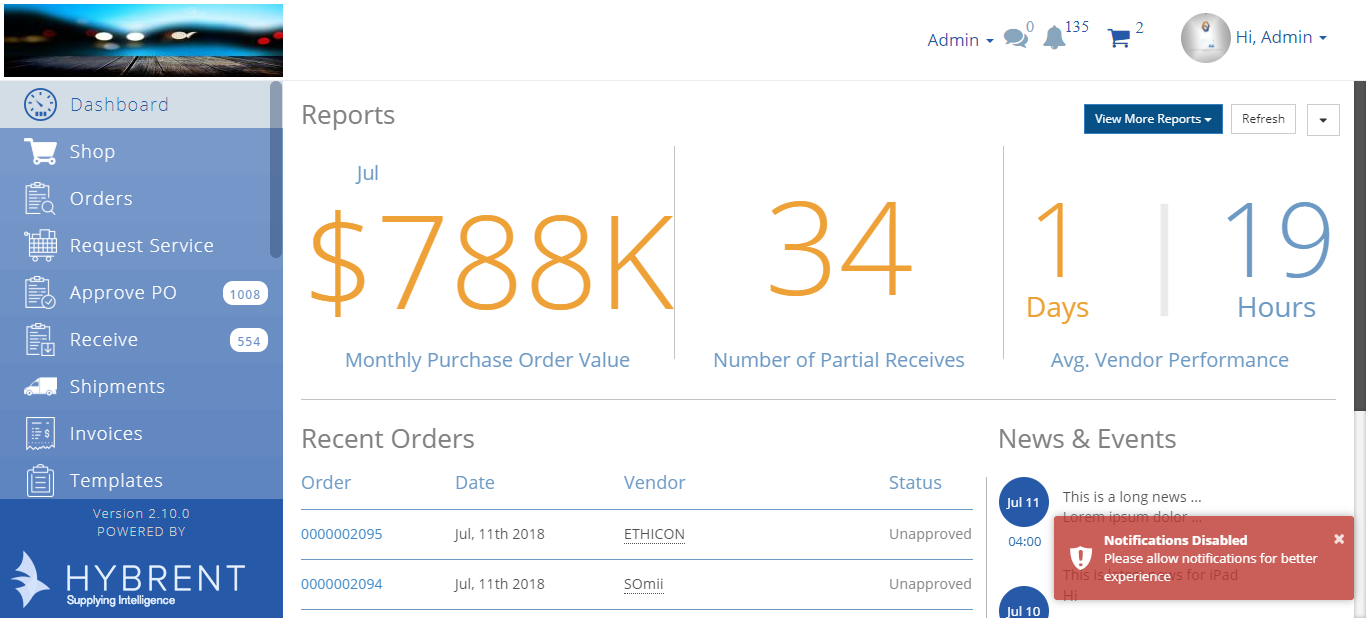 Admin 0 135 2 Hi, Admin
Dashboard
Shop
Orders
Request Service
Approve PO 1008
Receive 554
Shipments
Invoices
Templates
Version 2.10.0
POWERED BY
HYBRENT
Supplying Intelligence
Reports
View More Reports Refresh
Jul
$788K
Monthly Purchase Order Value
34
Number of Partial Receives
1 19
Days Hours
Avg. Vendor Performance
Recent Orders
Order Date Vendor Status
0000002095 Jul, 11th 2018 ETHICON Unapproved
0000002094 Jul, 11th 2018 SOmii Unapproved
News & Events
Jul 11
04:00
This is a long news ...
Lorem ipsum dolor ...
Jul 10
This is latest news for iPad
Hi
Notifications Disabled
Please allow notifications for better
experience